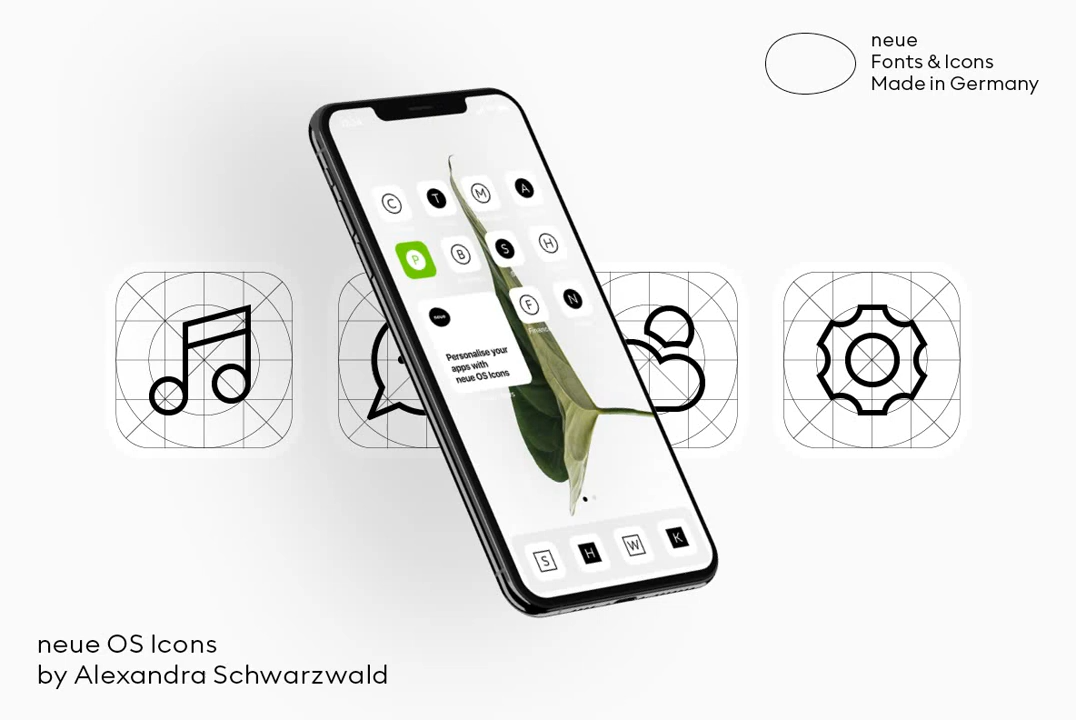 neue
Fonts & Icons
Made in Germany
C
T
M
A
P
B
S
H
F
N
neue
Personalise your
apps with
neue OS Icons
S
H
W
K
neue OS Icons
by Alexandra Schwarzwald